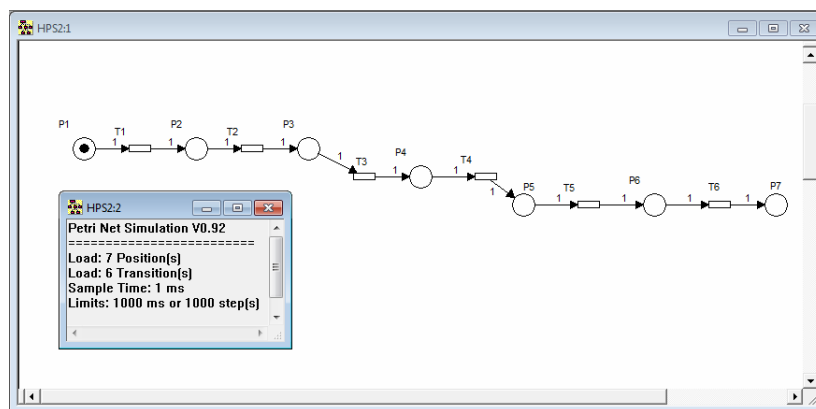 HPS2:1
P1 T1 P2 T2 P3
1 1 1 1
1 T3 P4 T4
1 1 1
P5 T5 P6 T6 P7
1 1 1 1
HPS2:2
Petri Net Simulation V0.92
==========================
Load: 7 Position(s)
Load: 6 Transition(s)
Sample Time: 1 ms
Limits: 1000 ms or 1000 step(s)